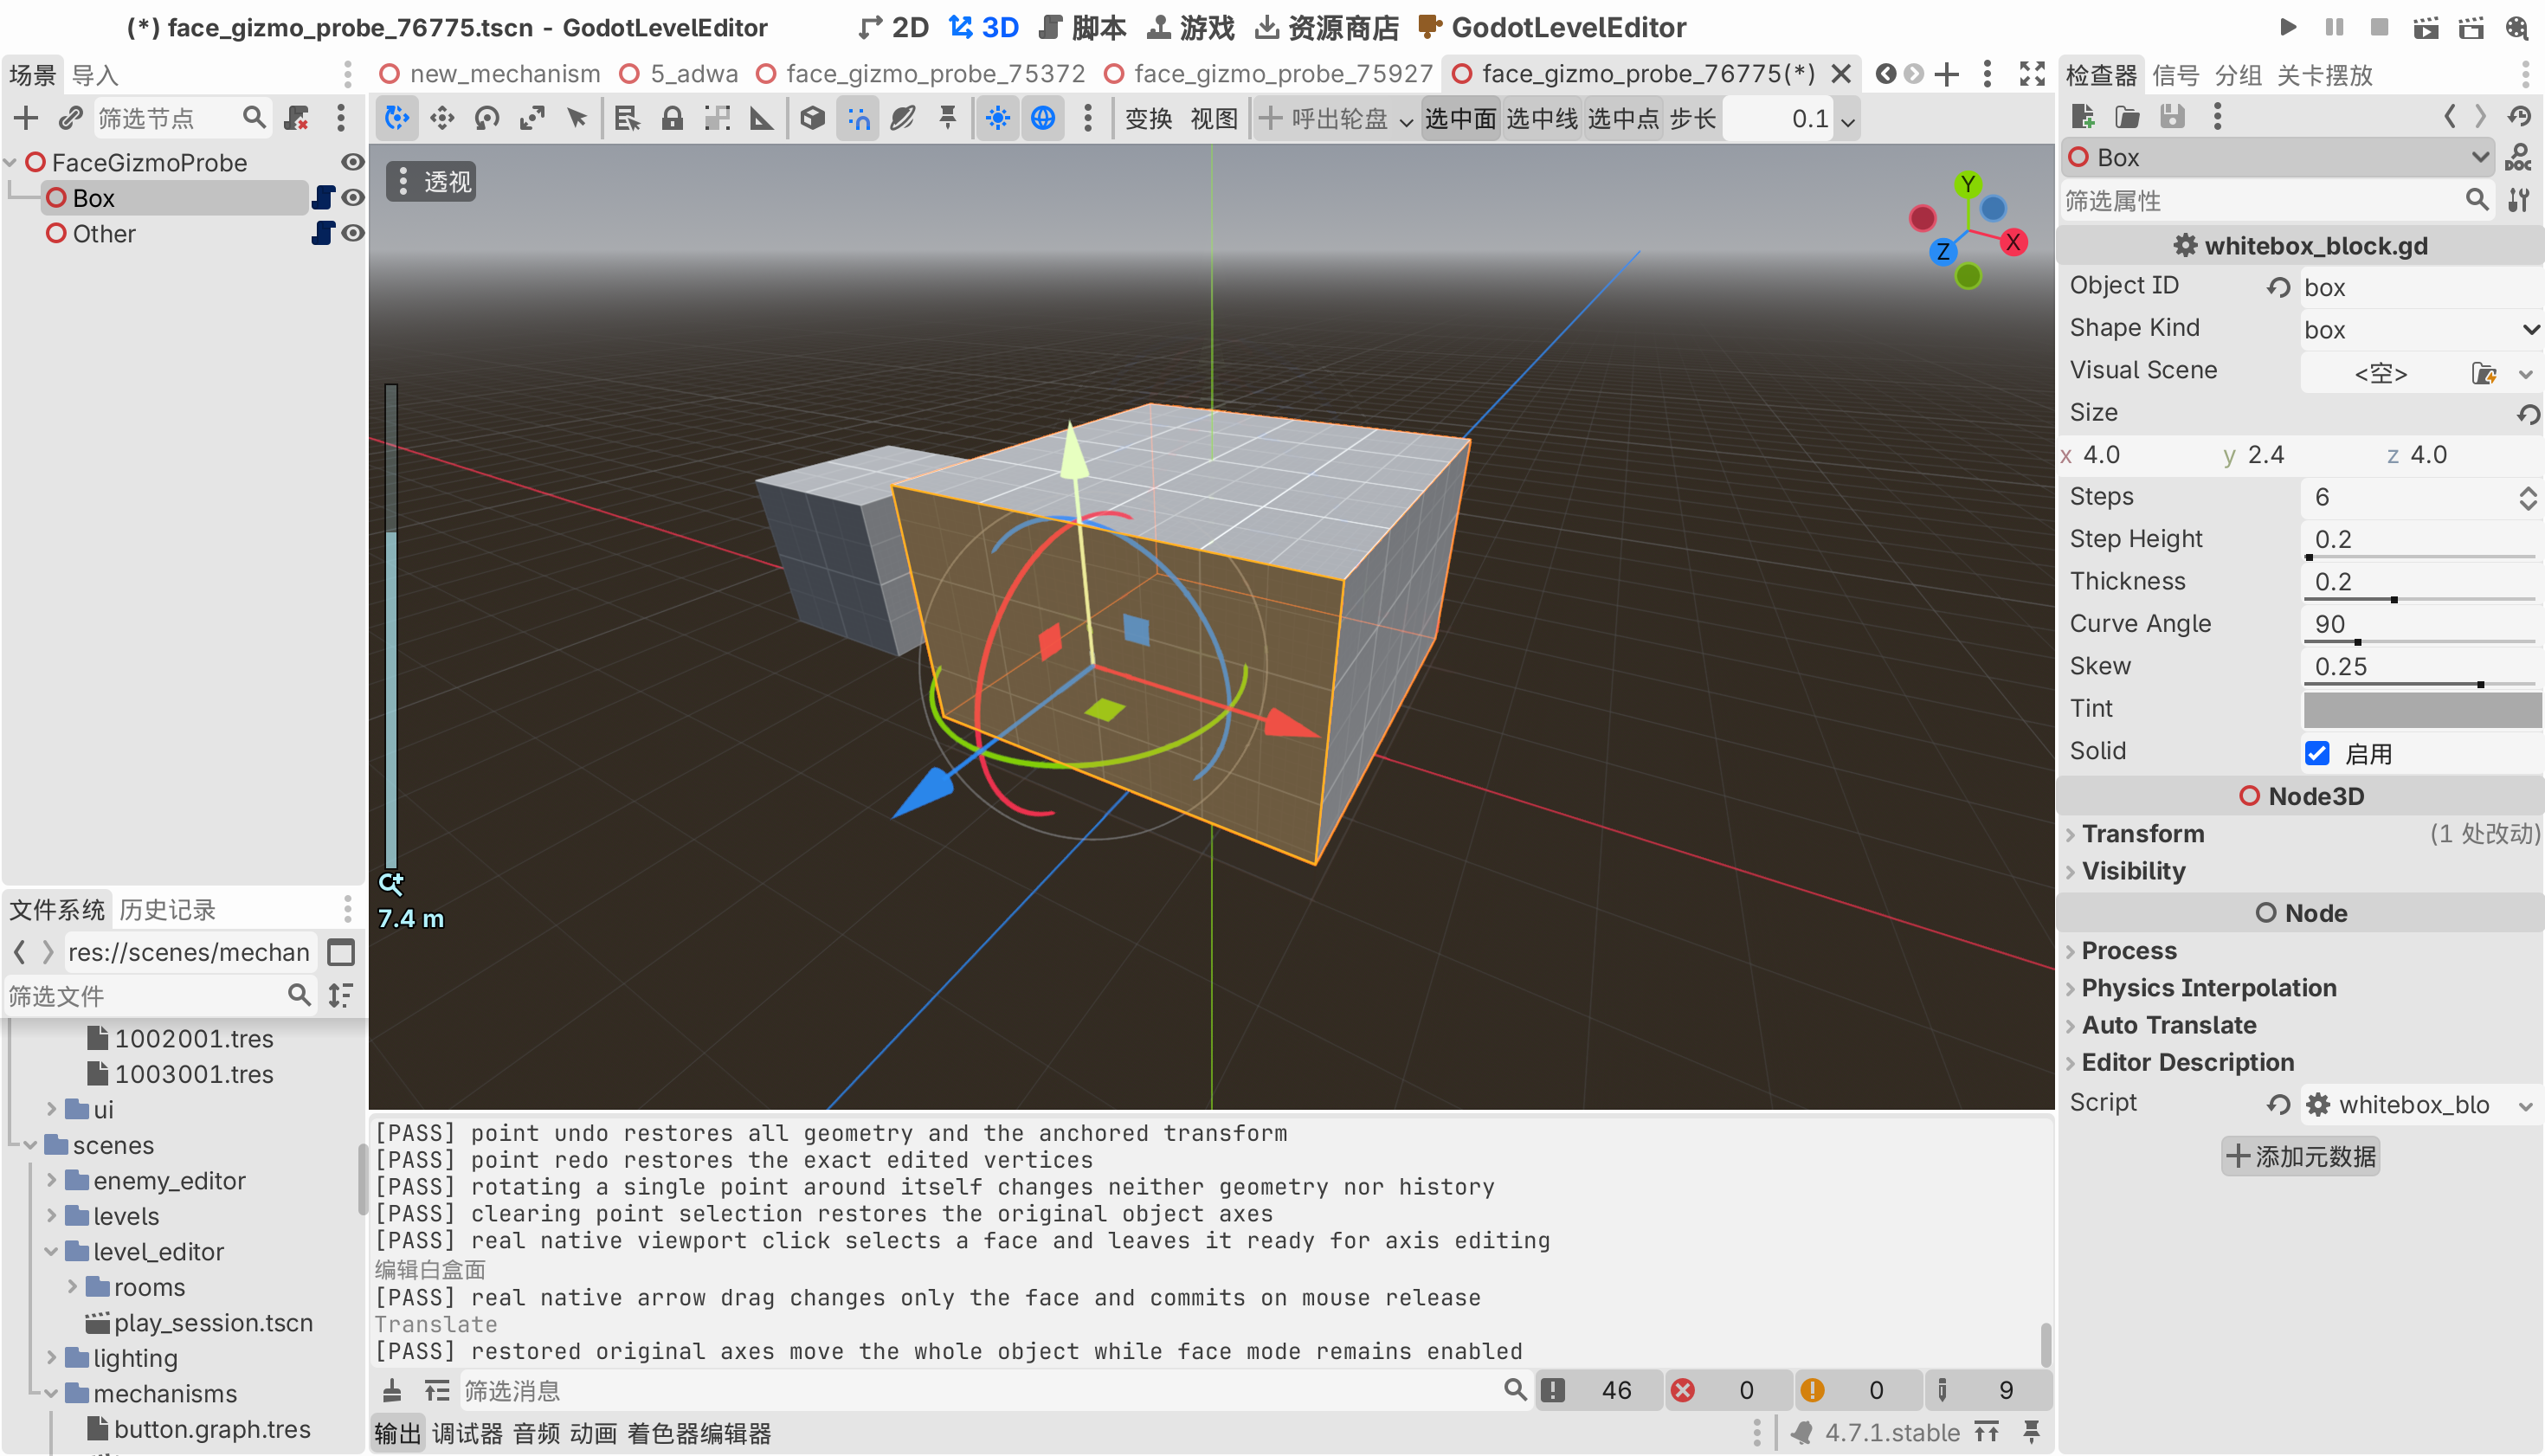 (*) face_gizmo_probe_76775.tscn - GodotLevelEditor
2D 3D 脚本 游戏 资源商店 GodotLevelEditor
场景 导入
new_mechanism 5_adwa face_gizmo_probe_75372 face_gizmo_probe_75927 face_gizmo_probe_76775(*)
检查器 信号 分组 关卡摆放
筛选节点
变换 视图 呼出轮盘 选中面 选中线 选中点 步长 0.1
FaceGizmoProbe
Box
Other
透视
Y
X
Z
7.4 m
Box
DOC
筛选属性
whitebox_block.gd
Object ID box
Shape Kind box
Visual Scene <空>
Size
x 4.0 y 2.4 z 4.0
Steps 6
Step Height 0.2
Thickness 0.2
Curve Angle 90
Skew 0.25
Tint
Solid 启用
Node3D
Transform (1 处改动)
Visibility
Node
Process
Physics Interpolation
Auto Translate
Editor Description
Script whitebox_blo
添加元数据
文件系统 历史记录
res://scenes/mechan
筛选文件
1002001.tres
1003001.tres
ui
scenes
enemy_editor
levels
level_editor
rooms
play_session.tscn
lighting
mechanisms
button.graph.tres
[PASS] point undo restores all geometry and the anchored transform
[PASS] point redo restores the exact edited vertices
[PASS] rotating a single point around itself changes neither geometry nor history
[PASS] clearing point selection restores the original object axes
[PASS] real native viewport click selects a face and leaves it ready for axis editing
编辑白盒面
[PASS] real native arrow drag changes only the face and commits on mouse release
Translate
[PASS] restored original axes move the whole object while face mode remains enabled
筛选消息 46 0 0 9
输出 调试器 音频 动画 着色器编辑器 4.7.1.stable